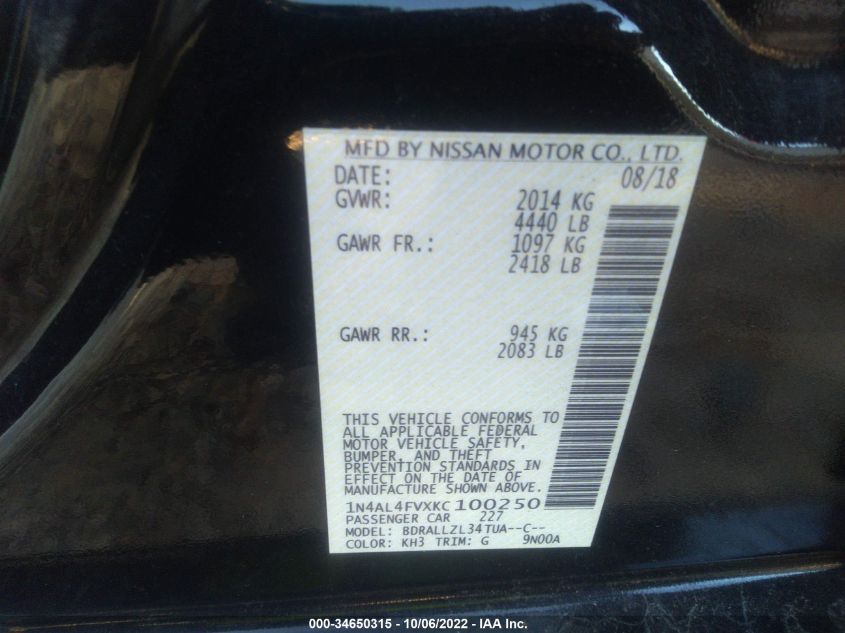 MFD BY NISSAN MOTOR CO., LTD.
DATE: 08/18
GVWR: 2014 KG
4440 LB
GAWR FR.: 1097 KG
2418 LB
GAWR RR.: 945 KG
2083 LB
THIS VEHICLE CONFORMS TO
ALL APPLICABLE FEDERAL
MOTOR VEHICLE SAFETY,
BUMPER, AND THEFT
PREVENTION STANDARDS IN
EFFECT ON THE DATE OF
MANUFACTURE SHOWN ABOVE.
1N4AL4FVXKC100250
PASSENGER CAR 227
MODEL: BDRALLZL34TUA--C--
COLOR: KH3 TRIM: G 9N00A
000-34650315 - 10/06/2022 - IAA Inc.